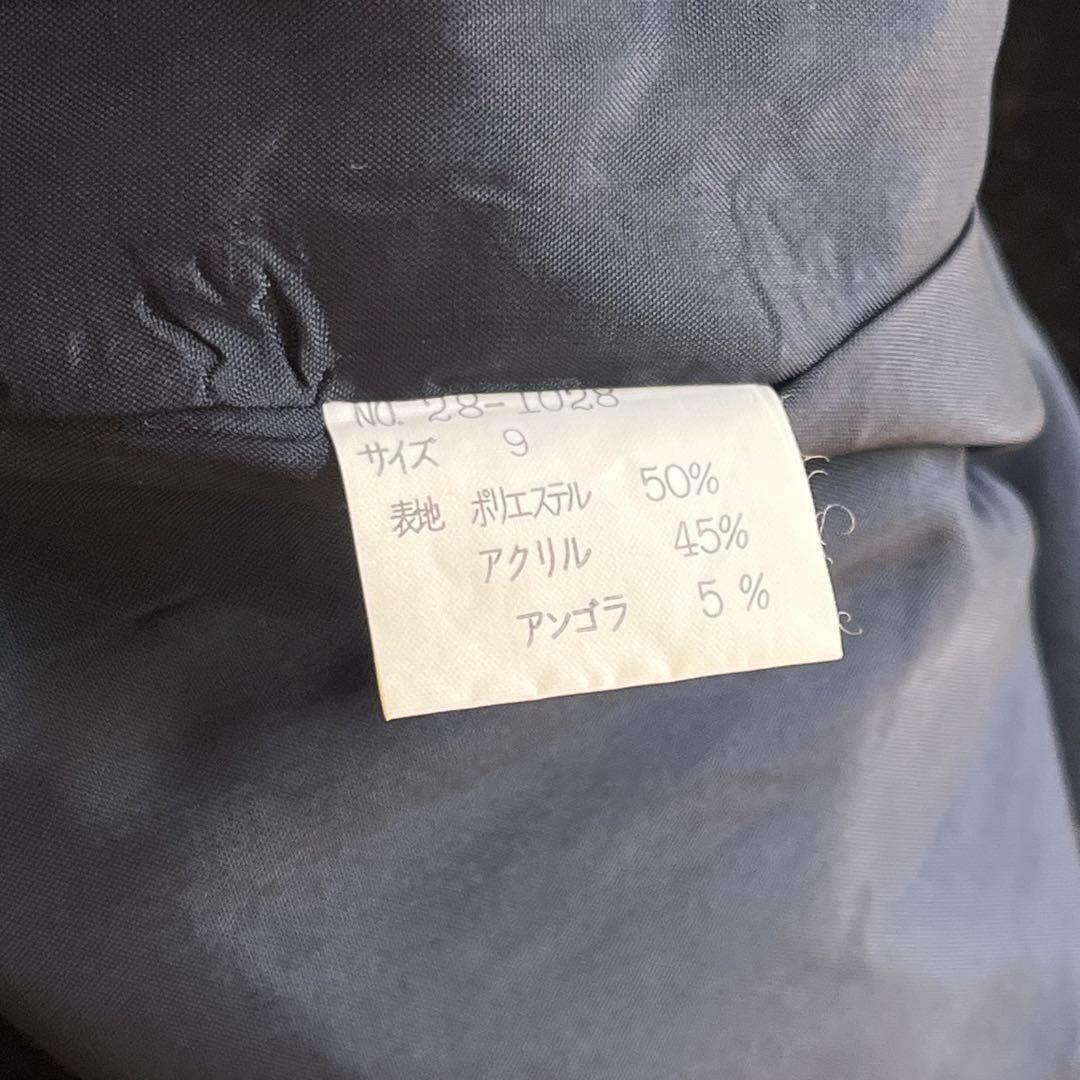 NO. 28-1028
サイズ 9
表地 ポリエステル 50%
アクリル 45%
アンゴラ 5 %